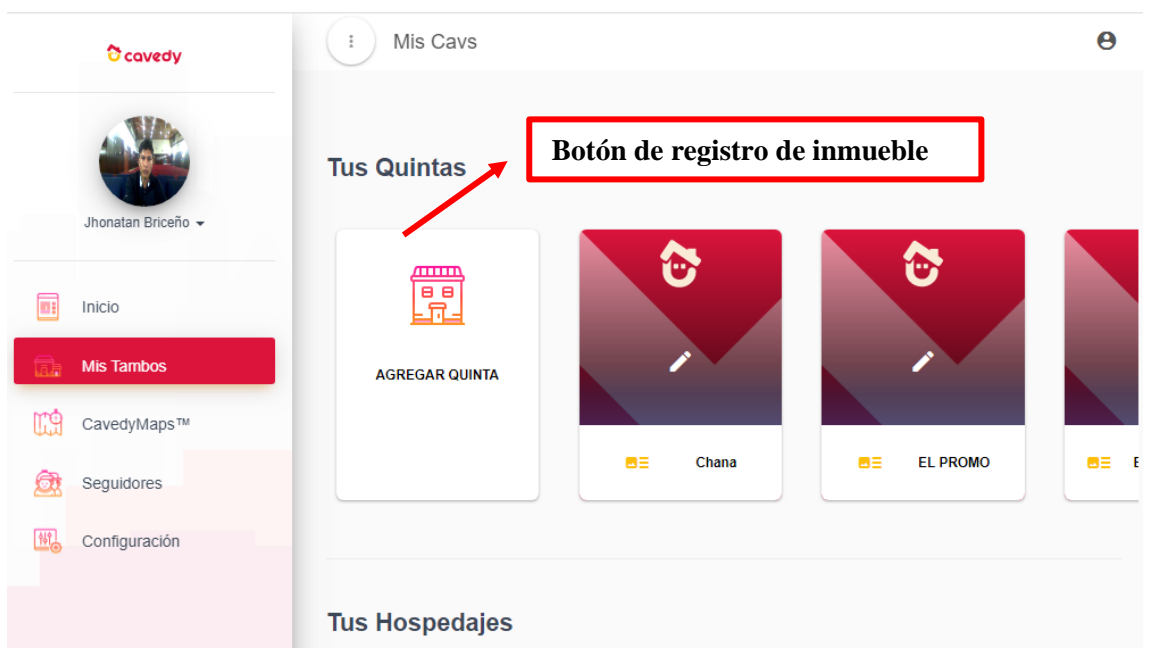 cavedy
Jhonatan Briceño
Inicio
Mis Tambos
CavedyMaps™
Seguidores
Configuración
Mis Cavs
Botón de registro de inmueble
Tus Quintas
AGREGAR QUINTA
Chana
EL PROMO
Tus Hospedajes